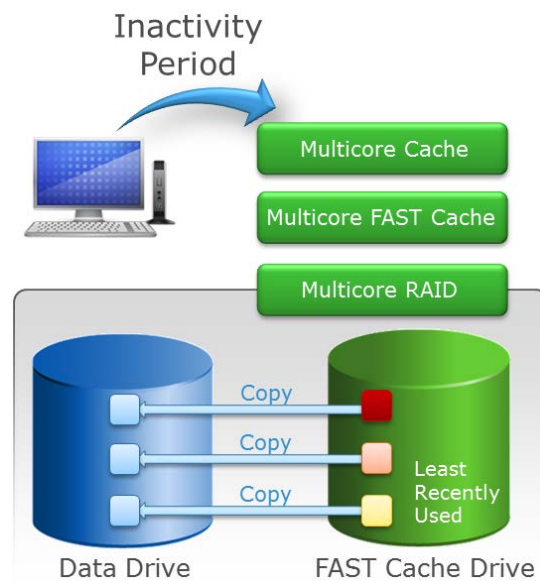 Inactivity
Period
Multicore Cache
Multicore FAST Cache
Multicore RAID
Copy
Copy
Copy
Least
Recently
Used
Data Drive
FAST Cache Drive